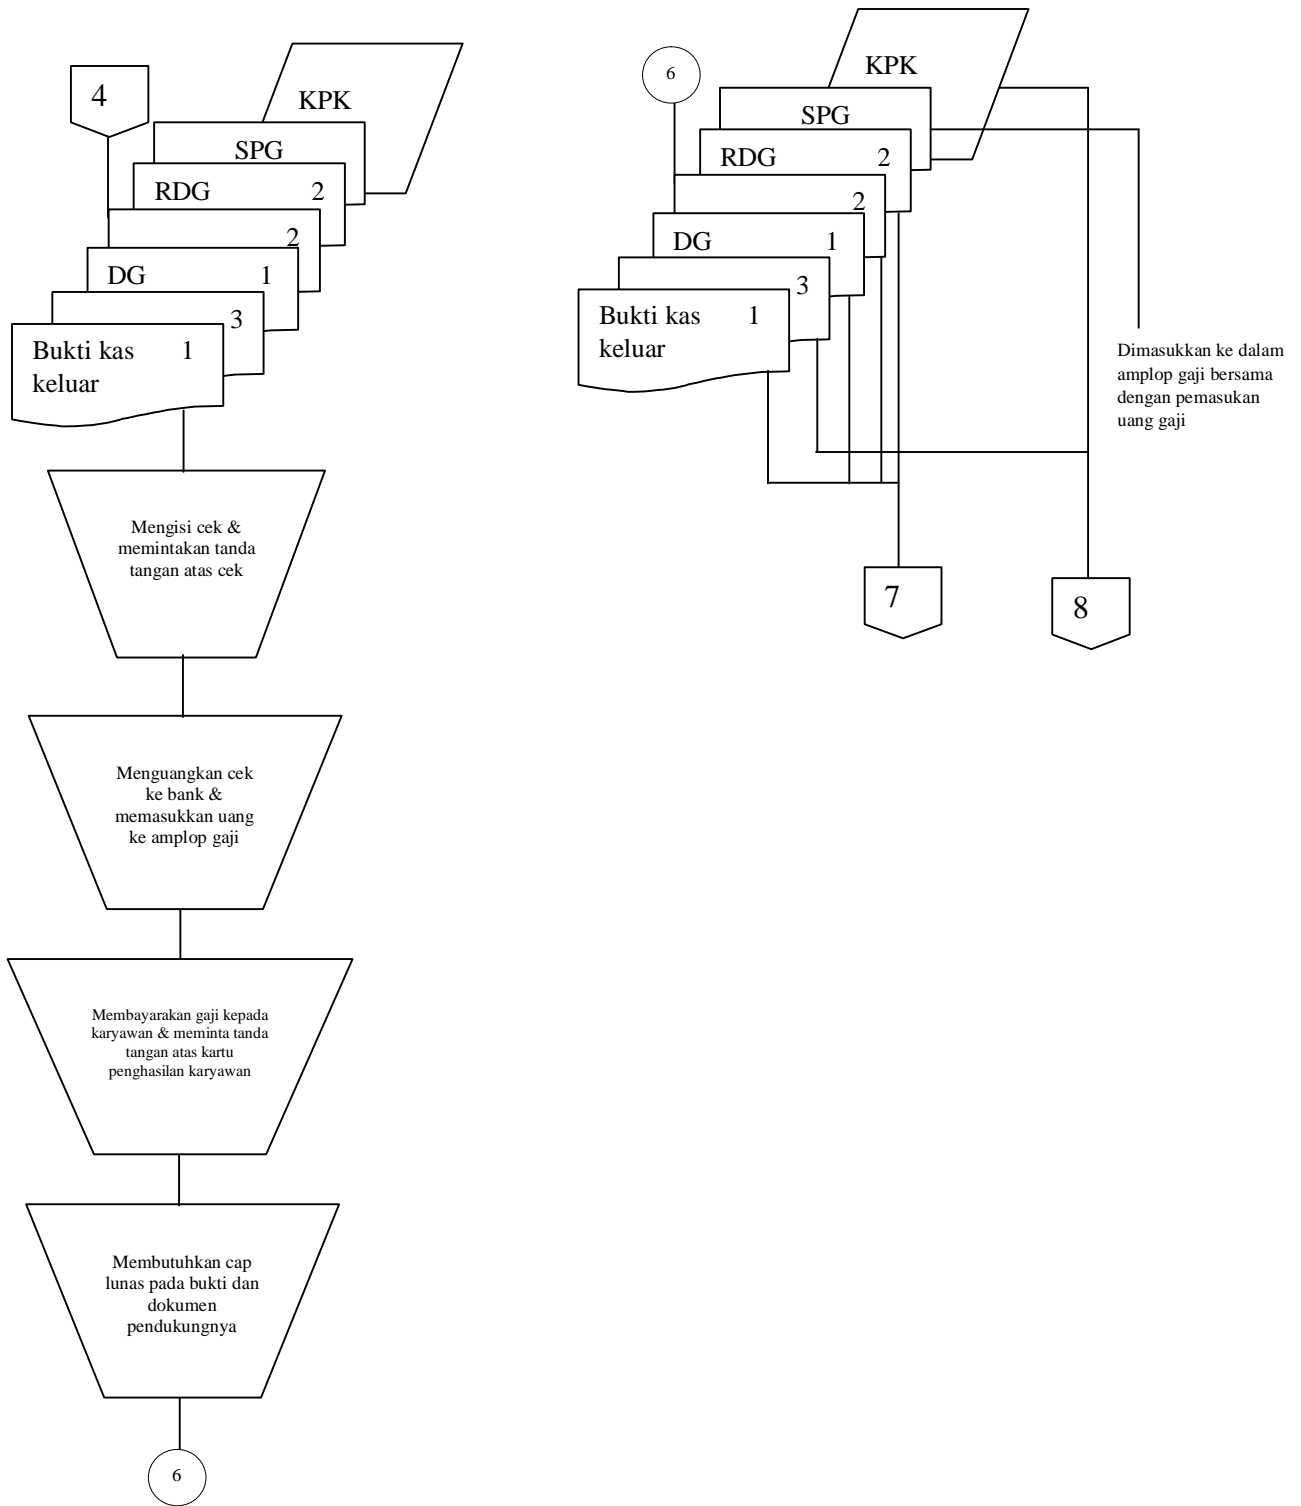 4
KPK
SPG
RDG 2
2
DG 1
3
Bukti kas 1
keluar
Mengisi cek &
memintakan tanda
tangan atas cek
Menguangkan cek
ke bank &
memasukkan uang
ke amplop gaji
Membayarakan gaji kepada
karyawan & meminta tanda
tangan atas kartu
penghasilan karyawan
Membutuhkan cap
lunas pada bukti dan
dokumen
pendukungnya
6
6
KPK
SPG
RDG 2
2
DG 1
3
Bukti kas 1
keluar
Dimasukkan ke dalam
amplop gaji bersama
dengan pemasukan
uang gaji
7
8